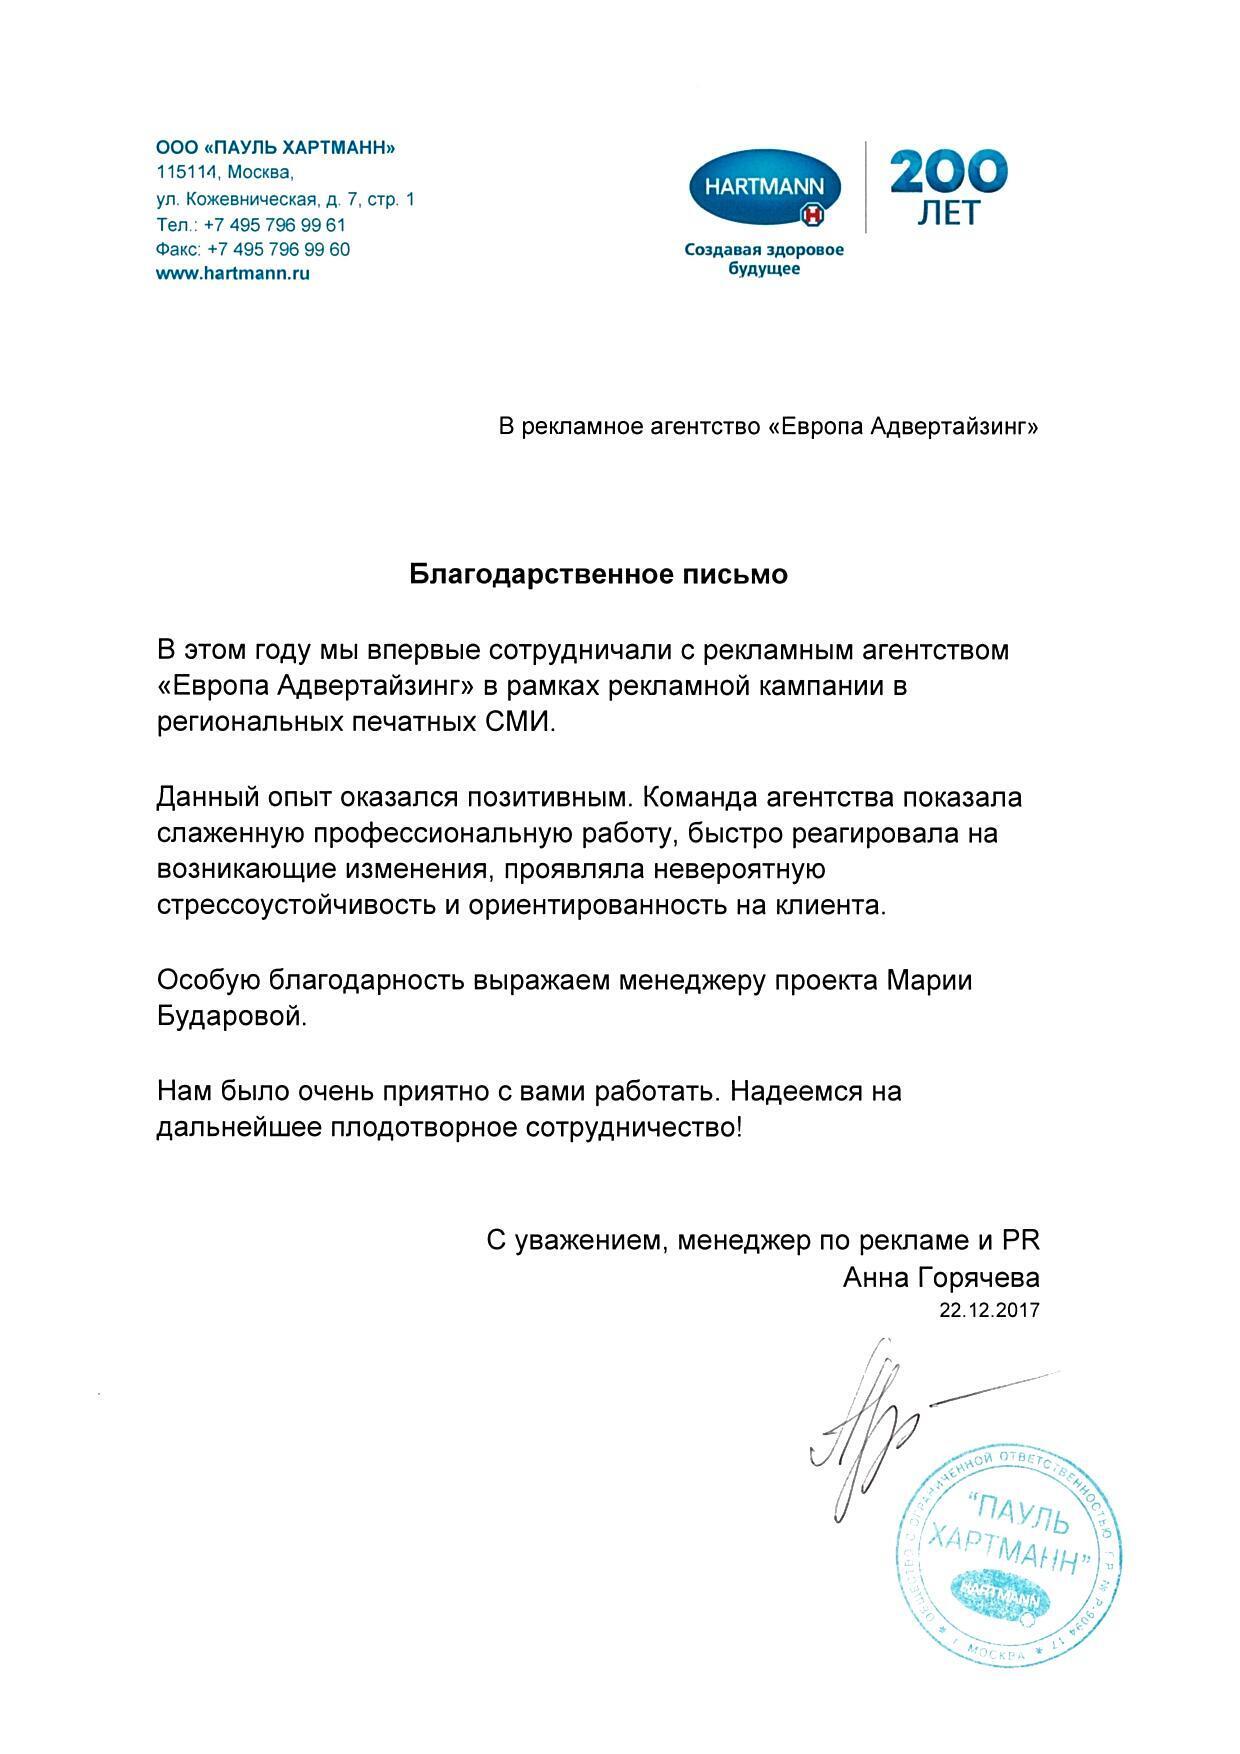 ООО «ПАУЛЬ ХАРТМАНН»
115114, Москва,
ул. Кожевническая, д. 7, стр. 1
Тел.: +7 495 796 99 61
Факс: +7 495 796 99 60
www.hartmann.ru
HARTMANN
Создавая здоровое
будущее
200
ЛЕТ
В рекламное агентство «Европа Адвертайзинг»
Благодарственное письмо
В этом году мы впервые сотрудничали с рекламным агентством
«Европа Адвертайзинг» в рамках рекламной кампании в
региональных печатных СМИ.
Данный опыт оказался позитивным. Команда агентства показала
слаженную профессиональную работу, быстро реагировала на
возникающие изменения, проявляла невероятную
стрессоустойчивость и ориентированность на клиента.
Особую благодарность выражаем менеджеру проекта Марии
Бударовой.
Нам было очень приятно с вами работать. Надеемся на
дальнейшее плодотворное сотрудничество!
С уважением, менеджер по рекламе и PR
Анна Горячева
22.12.2017
ОБЩЕСТВО С ОГРАНИЧЕННОЙ ОТВЕТСТВЕННОСТЬЮ
"ПАУЛЬ
ХАРТМАНН"
HARTMANN
* Г. МОСКВА *